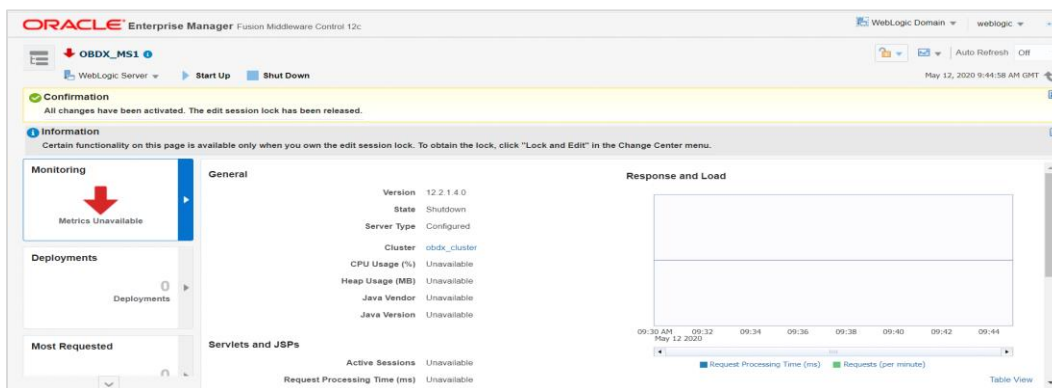 ORACLE Enterprise Manager Fusion Middleware Control 12c
WebLogic Domain weblogic
OBDX_MS1
Auto Refresh Off
WebLogic Server Start Up Shut Down
May 12, 2020 9:44:58 AM GMT
Confirmation
All changes have been activated. The edit session lock has been released.
Information
Certain functionality on this page is available only when you own the edit session lock. To obtain the lock, click "Lock and Edit" in the Change Center menu.
Monitoring
Metrics Unavailable
Deployments
0
Deployments
Most Requested
0
General
Version 12.2.1.4.0
State Shutdown
Server Type Configured
Cluster obdx_cluster
CPU Usage (%) Unavailable
Heap Usage (MB) Unavailable
Java Vendor Unavailable
Java Version Unavailable
Servlets and JSPs
Active Sessions Unavailable
Request Processing Time (ms) Unavailable
Response and Load
09:30 AM 09:32 09:34 09:36 09:38 09:40 09:42 09:44
May 12 2020
Request Processing Time (ms) Requests (per minute)
Table View